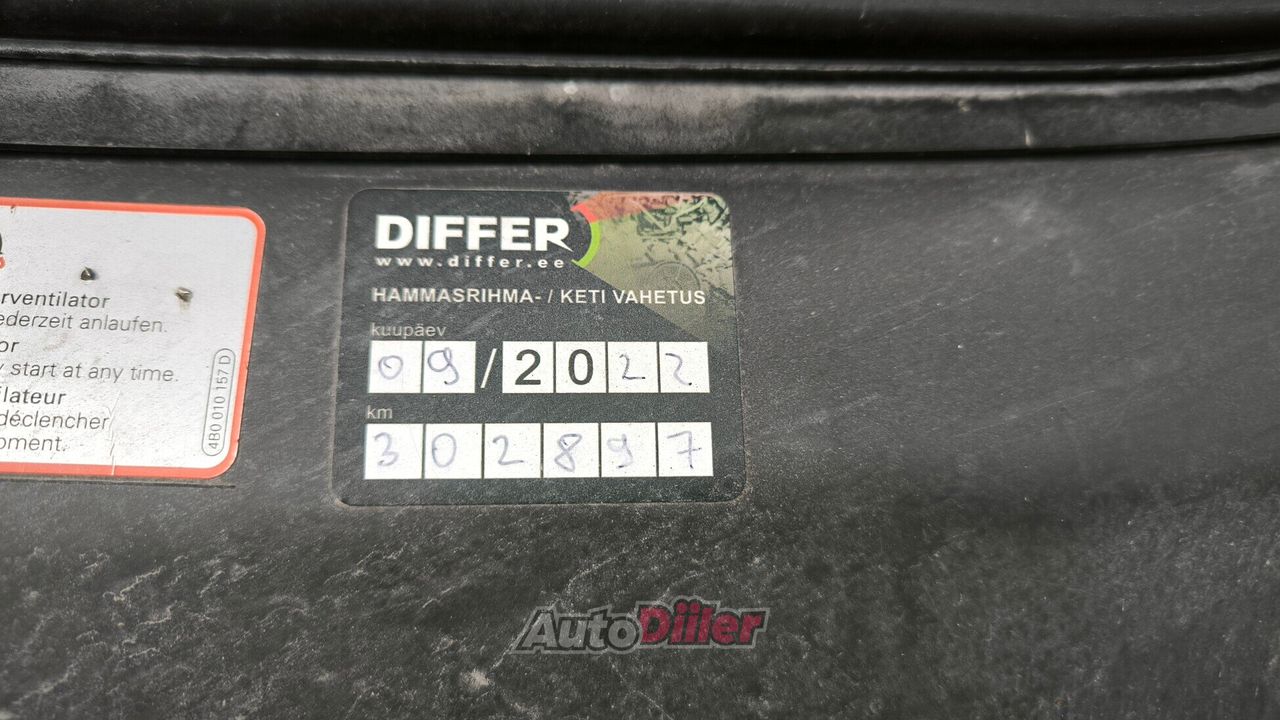 rventilator
ederzeit anlaufen.
or
y start at any time.
ilateur
déclencher
oment.
4B0 010 157 D
DIFFER
www.differ.ee
HAMMASRIHMA- / KETI VAHETUS
kuupäev
09/2022
km
302897
AutoDiiler